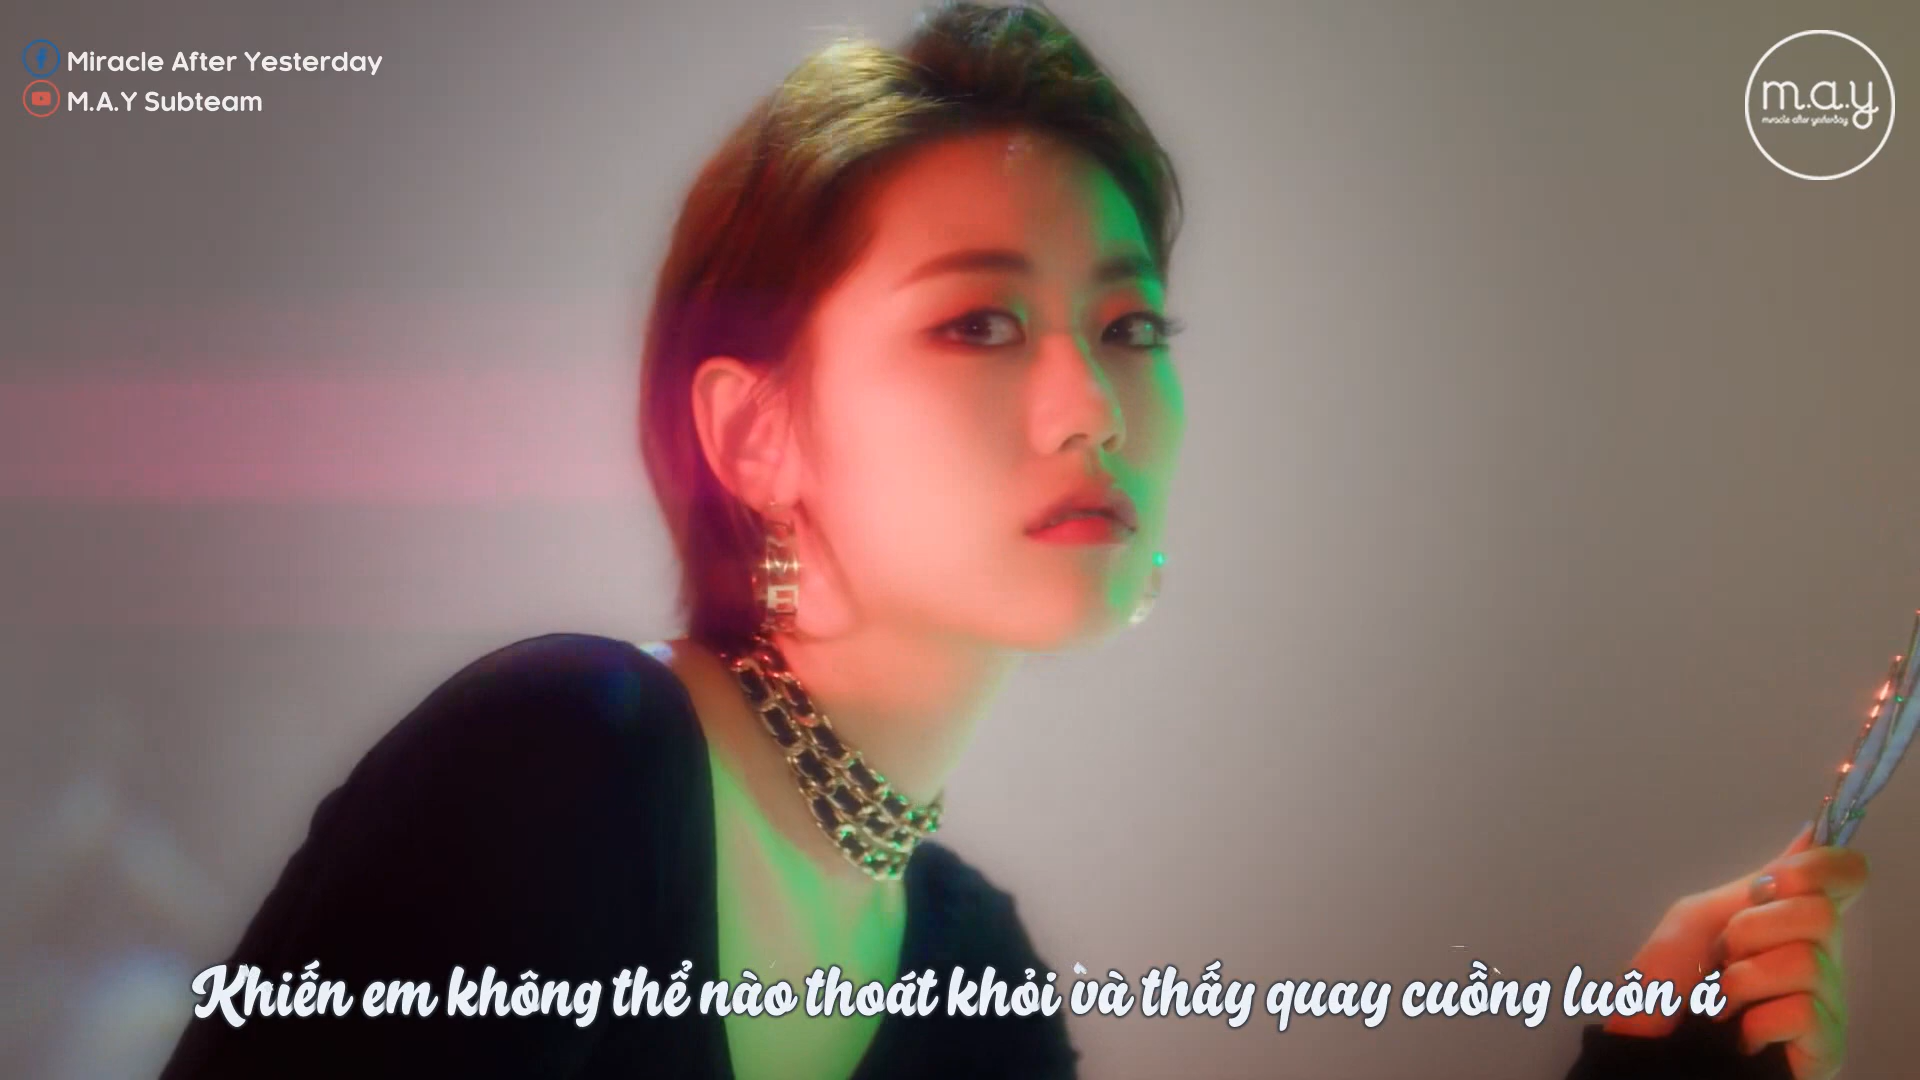 Miracle After Yesterday
M.A.Y Subteam
m.a.y
miracle after yesterday
Khiến em không thể nào thoát khỏi và thấy quay cuồng luôn á